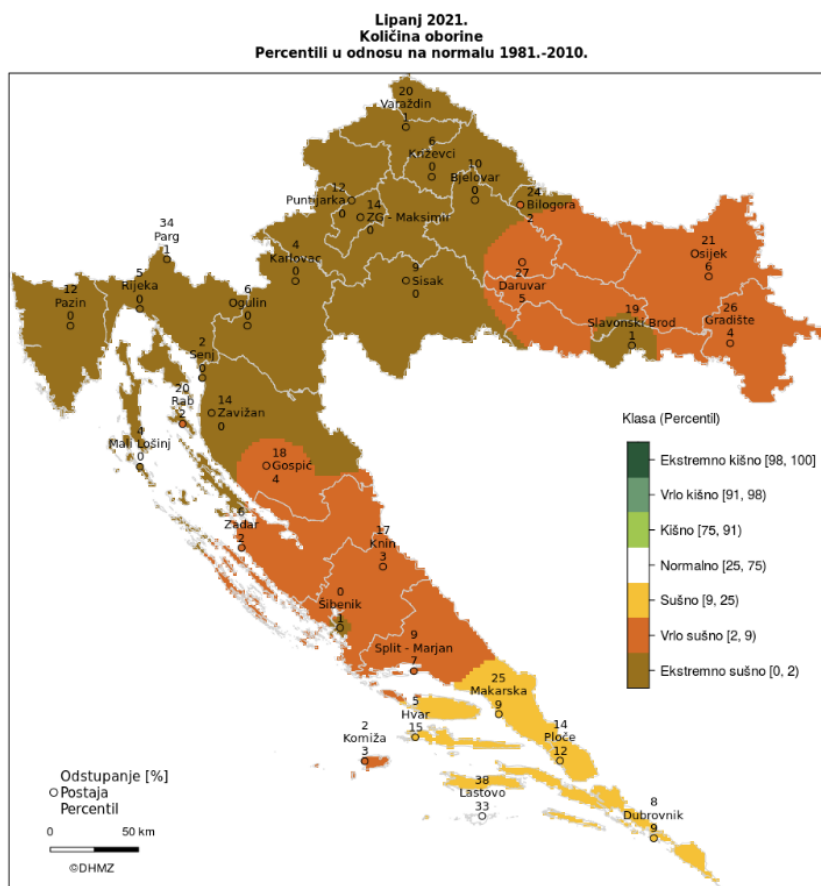 Lipanj 2021.
Količina oborine
Percentili u odnosu na normalu 1981.-2010.
20
Varaždin
1
6
Križevci
0
10
Bjelovar
0
12
Puntijarka
0
14
ZG - Maksimir
0
24
Bilogora
2
34
Parg
1
4
Karlovac
0
9
Sisak
0
27
Daruvar
5
21
Osijek
6
12
Pazin
0
5
Rijeka
0
6
Ogulin
0
19
Slavonski Brod
1
26
Gradište
4
2
Senj
0
20
Rab
2
14
Zavižan
0
4
Mali Lošinj
0
18
Gospić
4
6
Zadar
2
17
Knin
3
0
Šibenik
1
9
Split - Marjan
7
25
Makarska
9
5
Hvar
15
2
Komiža
3
14
Ploče
12
38
Lastovo
33
8
Dubrovnik
9
Klasa (Percentil)
Ekstremno kišno [98, 100]
Vrlo kišno [91, 98)
Kišno [75, 91)
Normalno [25, 75)
Sušno [9, 25)
Vrlo sušno [2, 9)
Ekstremno sušno [0, 2)
Odstupanje [%]
Postaja
Percentil
0 50 km
©DHMZ